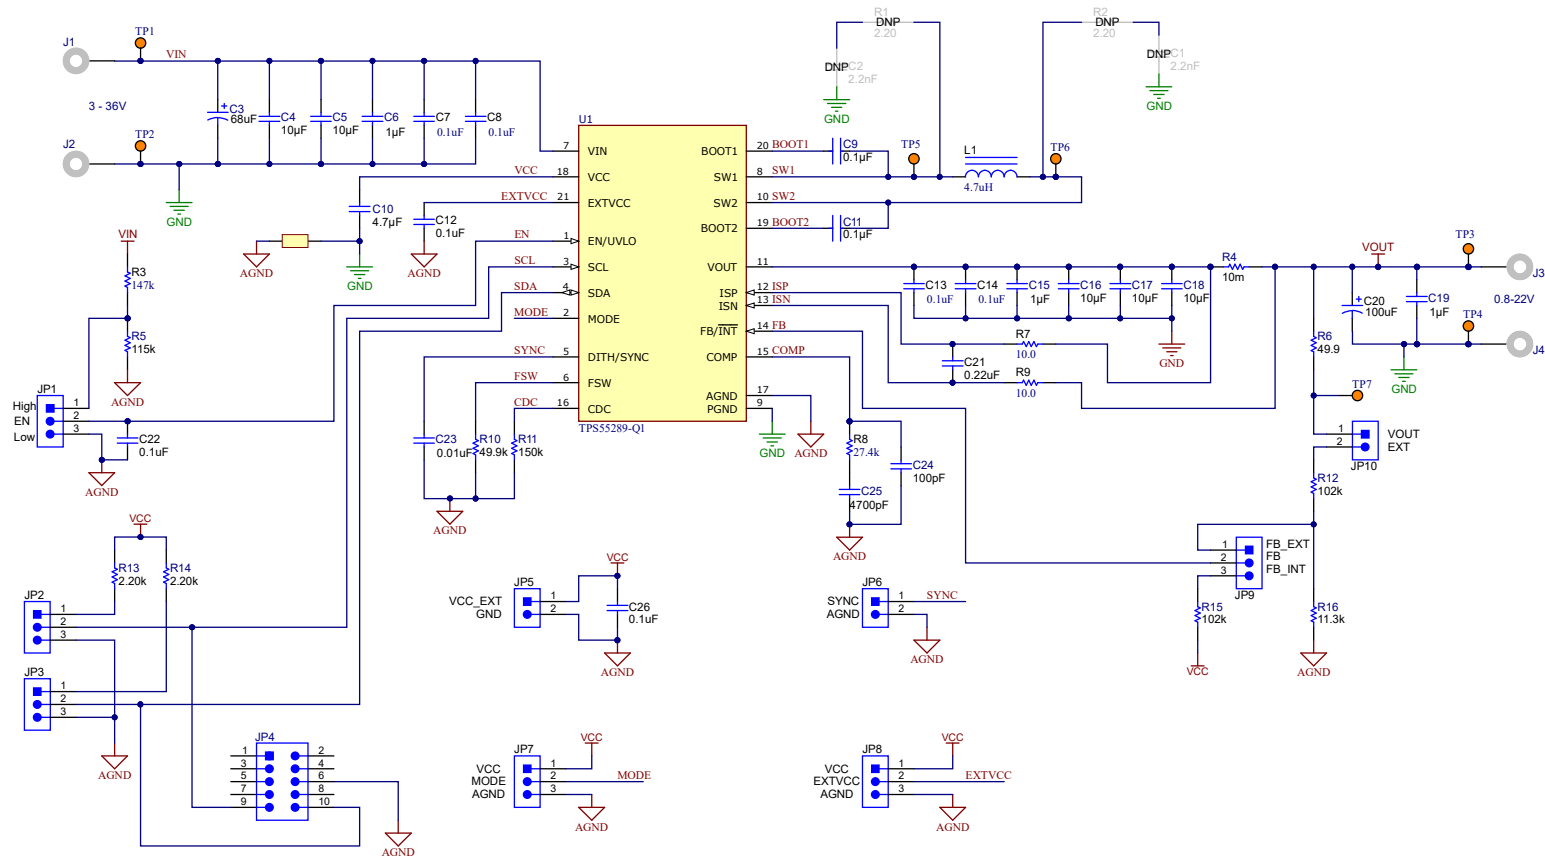 J1
TP1
VIN
3 - 36V
J2
TP2
GND
C3
68uF
C4
10µF
C5
10µF
C6
1µF
C7
0.1uF
C8
0.1uF
R1
DNP
2.20
DNP
C2
2.2nF
GND
R2
DNP
2.20
DNP
C1
2.2nF
GND
U1
7 VIN
18 VCC
21 EXTVCC
1 EN/UVLO
3 SCL
4 SDA
2 MODE
5 DITH/SYNC
6 FSW
16 CDC
BOOT1 20
SW1 8
SW2 10
BOOT2 19
VOUT 11
ISP 12
ISN 13
FB/INT 14
COMP 15
AGND 17
PGND 9
TPS55289-Q1
VCC
EXTVCC
EN
SCL
SDA
MODE
SYNC
FSW
CDC
BOOT1
SW1
SW2
BOOT2
ISP
ISN
FB
COMP
C9
0.1µF
C11
0.1µF
TP5
L1
4.7uH
TP6
C10
4.7µF
C12
0.1uF
AGND
GND
AGND
VIN
R3
147k
R5
115k
AGND
JP1
High
EN
Low
1
2
3
C22
0.1uF
AGND
C13
0.1uF
C14
0.1uF
C15
1µF
C16
10µF
C17
10µF
C18
10µF
GND
R4
10m
VOUT
TP3
J3
0.8-22V
C20
100uF
C19
1µF
TP4
J4
GND
R7
10.0
C21
0.22uF
R9
10.0
R6
49.9
TP7
JP10
1
2
VOUT
EXT
R12
102k
GND
AGND
R8
27.4k
C24
100pF
C25
4700pF
AGND
C23
0.01uF
R10
49.9k
R11
150k
AGND
JP9
1
2
3
FB_EXT
FB
FB_INT
R15
102k
VCC
R16
11.3k
AGND
VCC
R13
2.20k
R14
2.20k
JP2
1
2
3
JP3
1
2
3
AGND
JP4
1 2
3 4
5 6
7 8
9 10
AGND
JP5
VCC_EXT
GND
1
2
VCC
C26
0.1uF
AGND
JP6
SYNC
AGND
1
2
SYNC
AGND
JP7
VCC
MODE
AGND
1
2
3
VCC
MODE
AGND
JP8
VCC
EXTVCC
AGND
1
2
3
VCC
EXTVCC
AGND